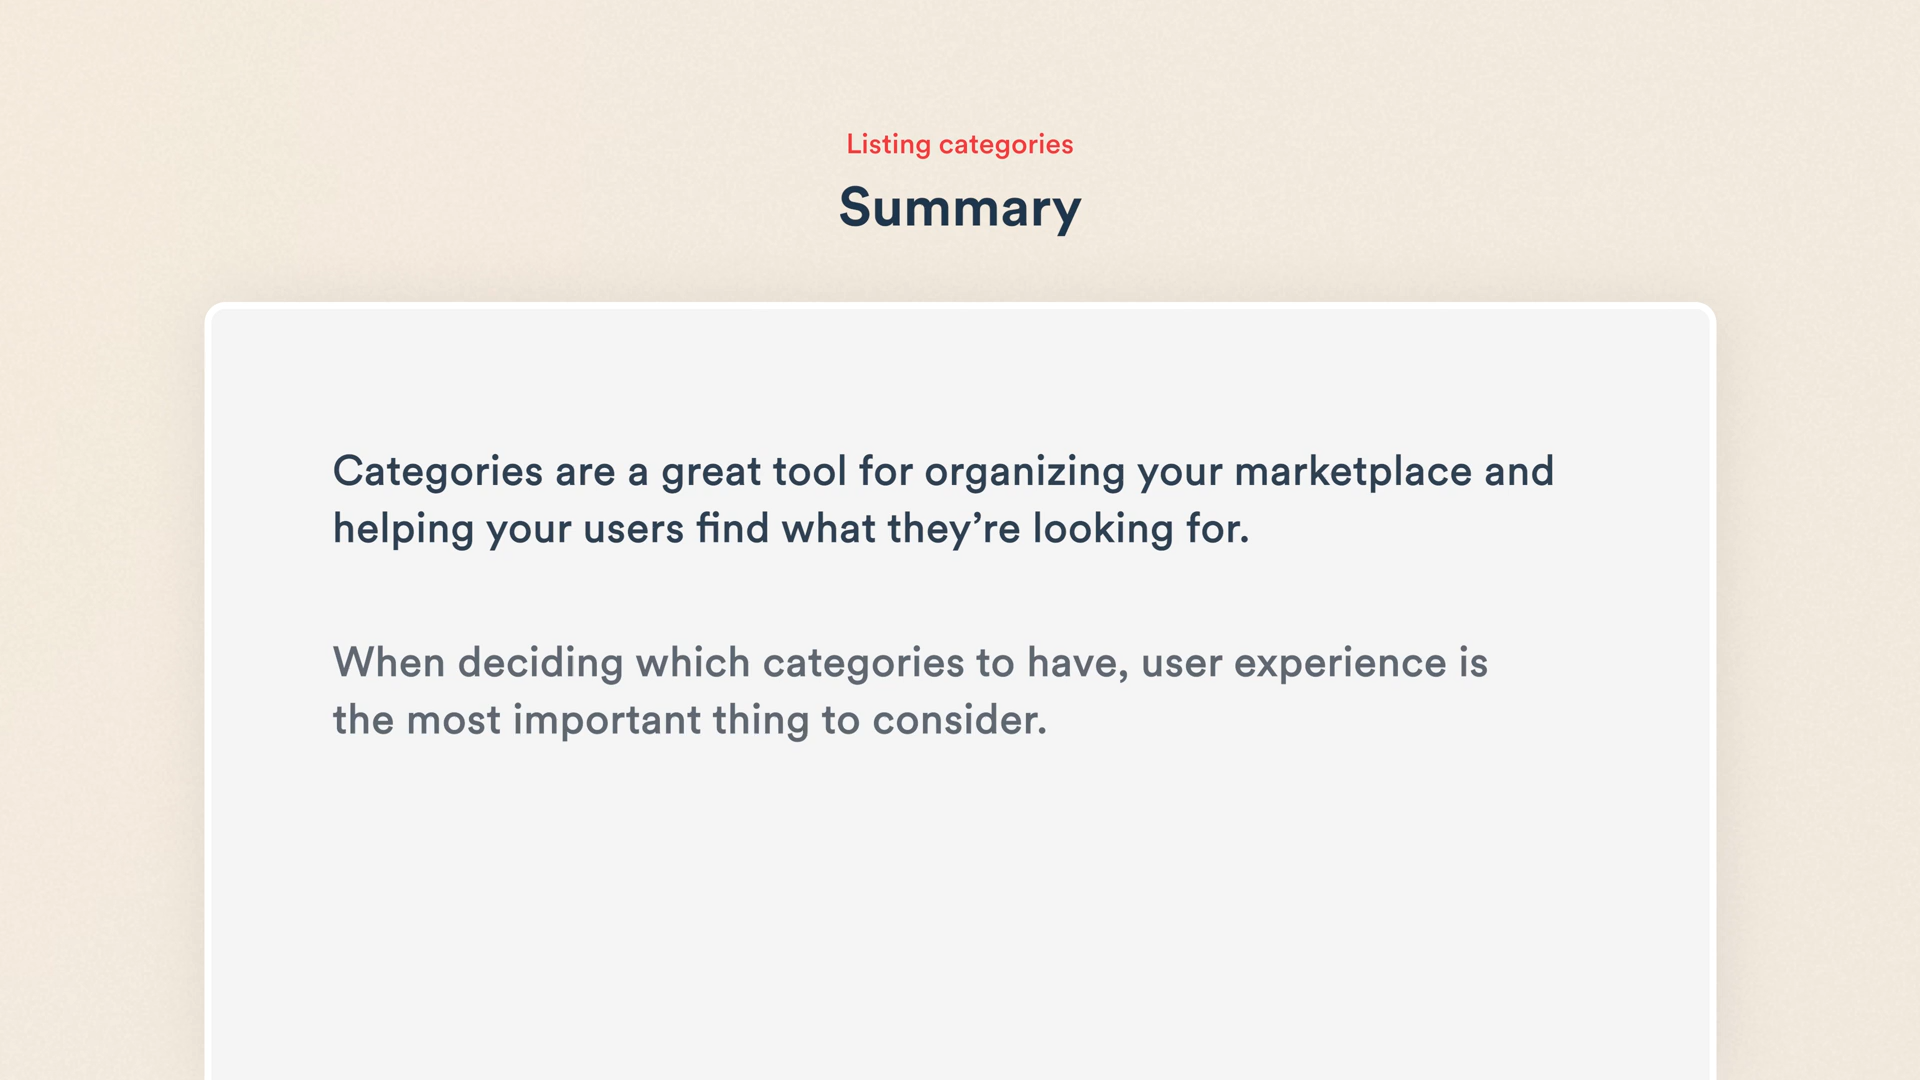 Listing categories
Summary
Categories are a great tool for organizing your marketplace and
helping your users find what they’re looking for.
When deciding which categories to have, user experience is
the most important thing to consider.